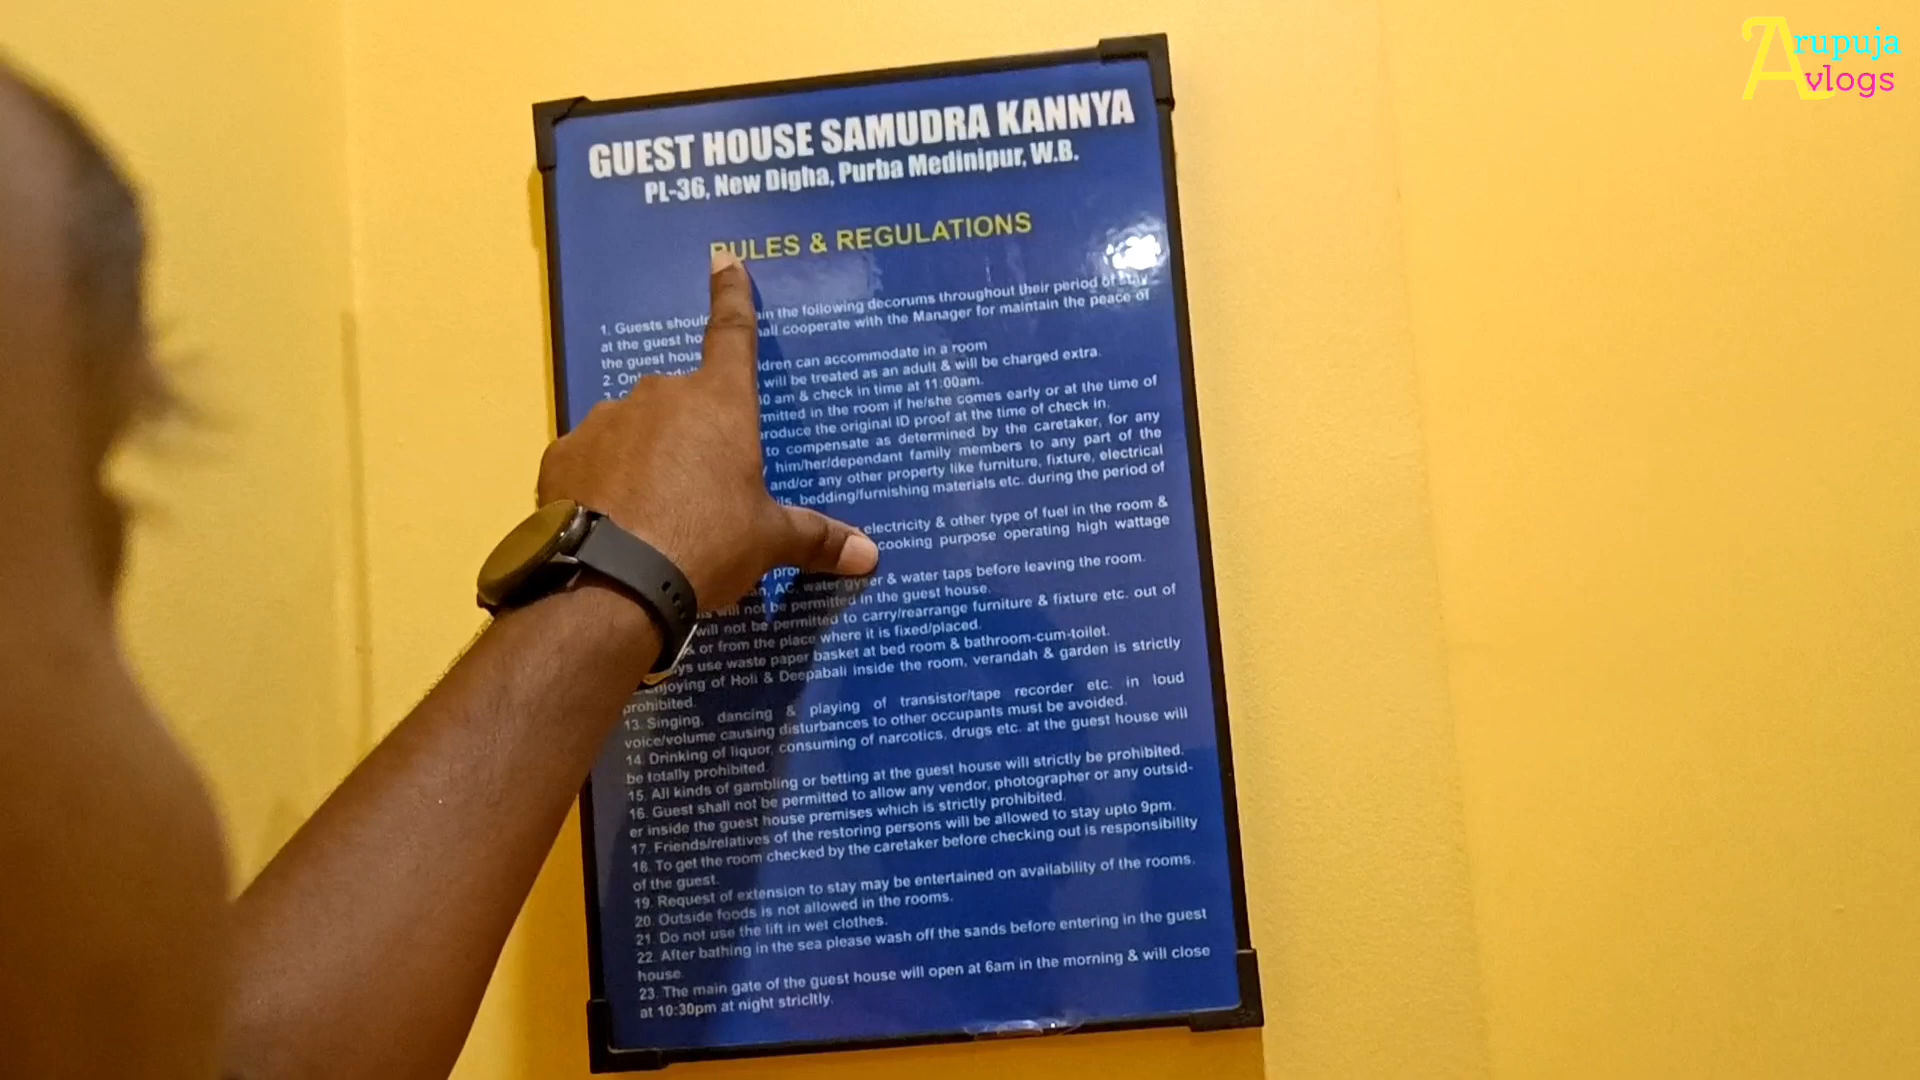 Arupuja
vlogs
GUEST HOUSE SAMUDRA KANNYA
PL-36, New Digha, Purba Medinipur, W.B.
RULES & REGULATIONS
1. Guests the following decorums throughout their period of stay
at the guest cooperate with the Manager for maintain the peace of
the guest
2. can accommodate in a room
3. will be treated as an adult & will be charged extra.
am & check in time at 11:00am.
in the room if he/she comes early or at the time of
the original ID proof at the time of check in.
to compensate as determined by the caretaker, for any
him/her/dependant family members to any part of the
and/or any other property like furniture, fixture, electrical
bedding/furnishing materials etc. during the period of
electricity & other type of fuel in the room &
cooking purpose operating high wattage
AC, water gyser & water taps before leaving the room.
will not be permitted in the guest house.
will not be permitted to carry/rearrange furniture & fixture etc. out of
& or from the place where it is fixed/placed.
use waste paper basket at bed room & bathroom-cum-toilet.
enjoying of Holi & Deepabali inside the room, verandah & garden is strictly
prohibited.
13. Singing, dancing & playing of transistor/tape recorder etc. in loud
voice/volume causing disturbances to other occupants must be avoided.
14. Drinking of liquor, consuming of narcotics, drugs etc. at the guest house will
be totally prohibited.
15. All kinds of gambling or betting at the guest house will strictly be prohibited.
16. Guest shall not be permitted to allow any vendor, photographer or any outsid-
er inside the guest house premises which is strictly prohibited.
17. Friends/relatives of the restoring persons will be allowed to stay upto 9pm.
18. To get the room checked by the caretaker before checking out is responsibility
of the guest.
19. Request of extension to stay may be entertained on availability of the rooms.
20. Outside foods is not allowed in the rooms.
21. Do not use the lift in wet clothes.
22. After bathing in the sea please wash off the sands before entering in the guest
house.
23. The main gate of the guest house will open at 6am in the morning & will close
at 10:30pm at night stricltly.